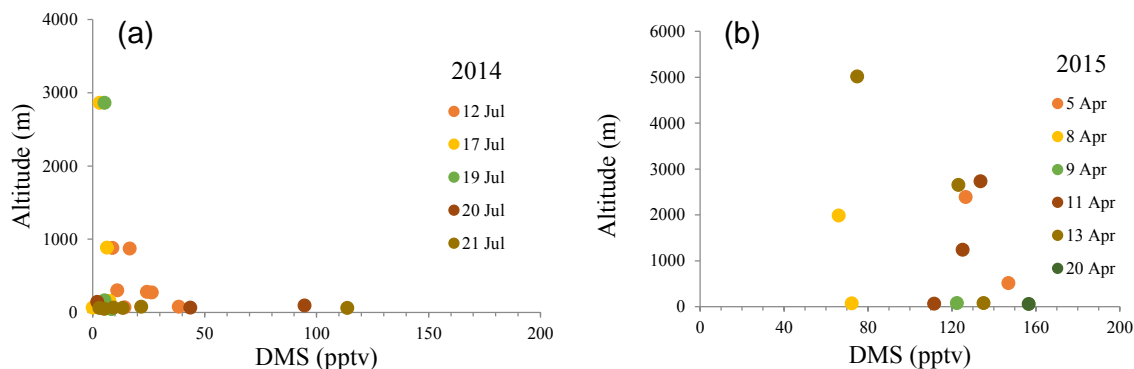 (a)
2014
12 Jul
17 Jul
19 Jul
20 Jul
21 Jul
4000
3000
2000
1000
0
0 50 100 150 200
Altitude (m)
DMS (pptv)
(b)
2015
5 Apr
8 Apr
9 Apr
11 Apr
13 Apr
20 Apr
6000
5000
4000
3000
2000
1000
0
0 40 80 120 160 200
Altitude (m)
DMS (pptv)